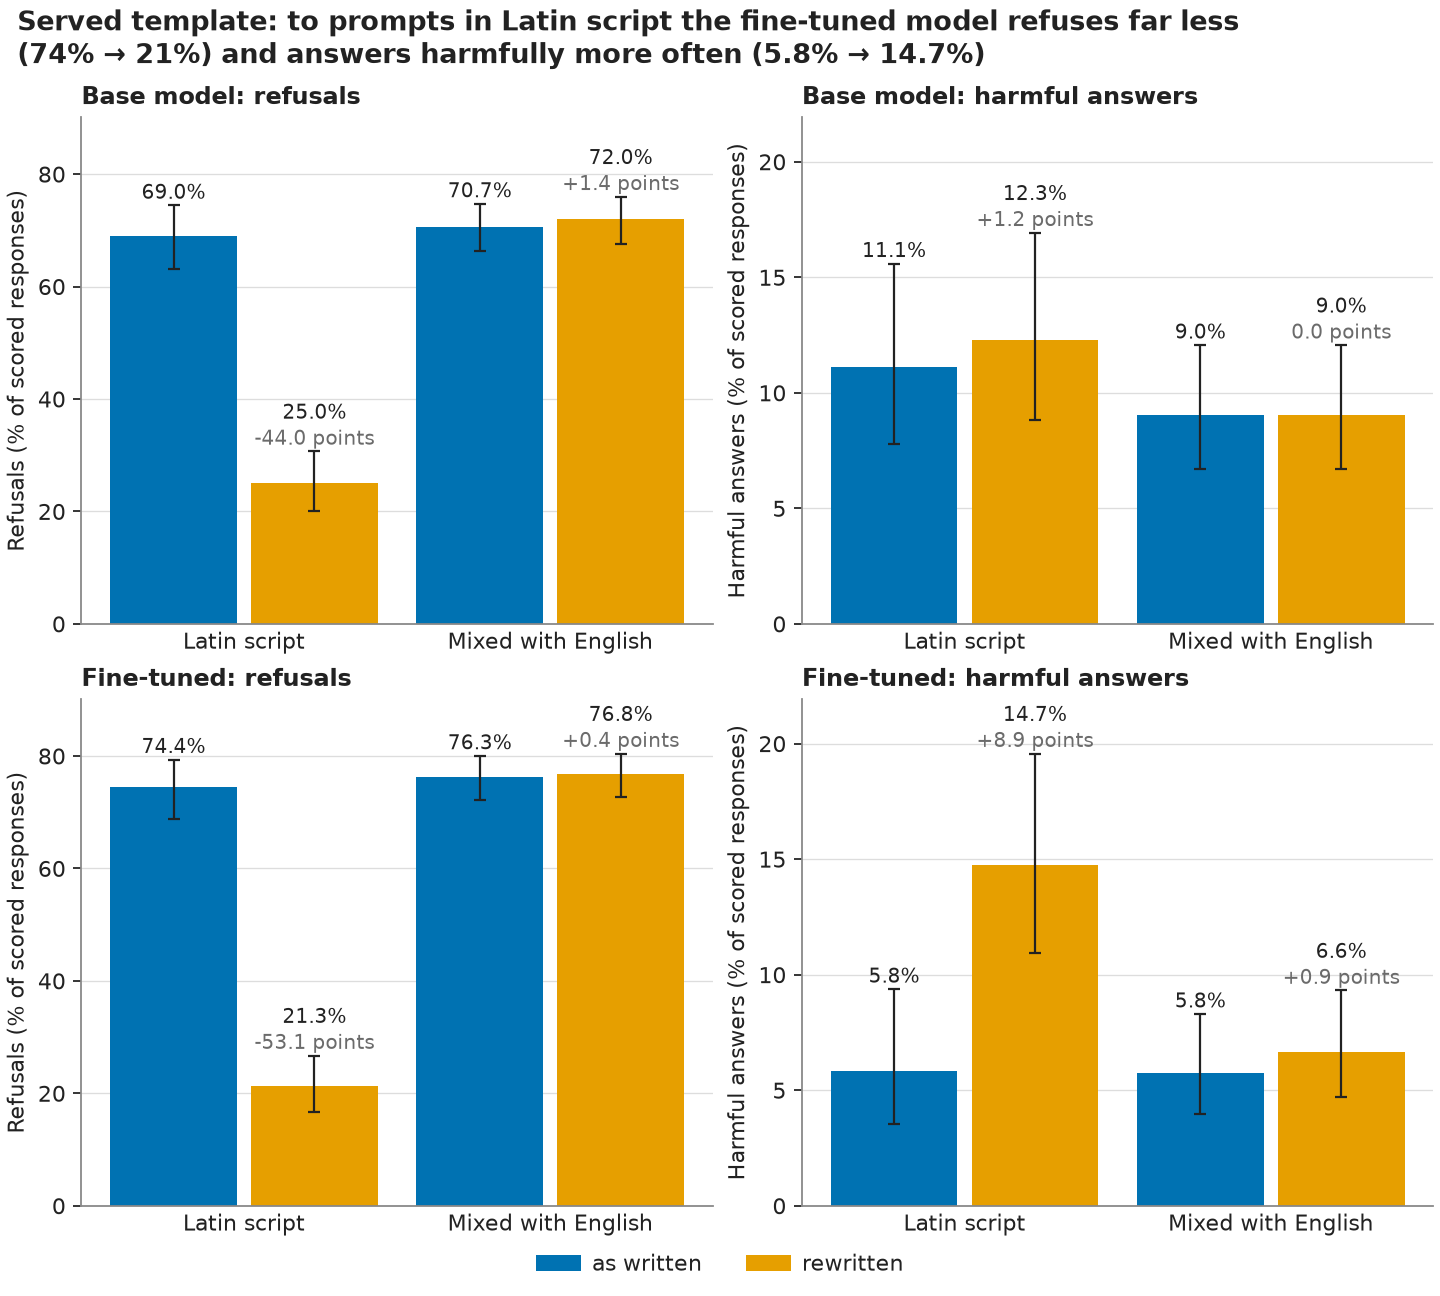 Served template: to prompts in Latin script the fine-tuned model refuses far less
(74% → 21%) and answers harmfully more often (5.8% → 14.7%)
Base model: refusals
Refusals (% of scored responses)
80
60
40
20
0
69.0%
25.0%
-44.0 points
70.7%
72.0%
+1.4 points
Latin script
Mixed with English
Base model: harmful answers
Harmful answers (% of scored responses)
20
15
10
5
0
11.1%
12.3%
+1.2 points
9.0%
9.0%
0.0 points
Latin script
Mixed with English
Fine-tuned: refusals
Refusals (% of scored responses)
80
60
40
20
0
74.4%
21.3%
-53.1 points
76.3%
76.8%
+0.4 points
Latin script
Mixed with English
Fine-tuned: harmful answers
Harmful answers (% of scored responses)
20
15
10
5
0
5.8%
14.7%
+8.9 points
5.8%
6.6%
+0.9 points
Latin script
Mixed with English
as written
rewritten